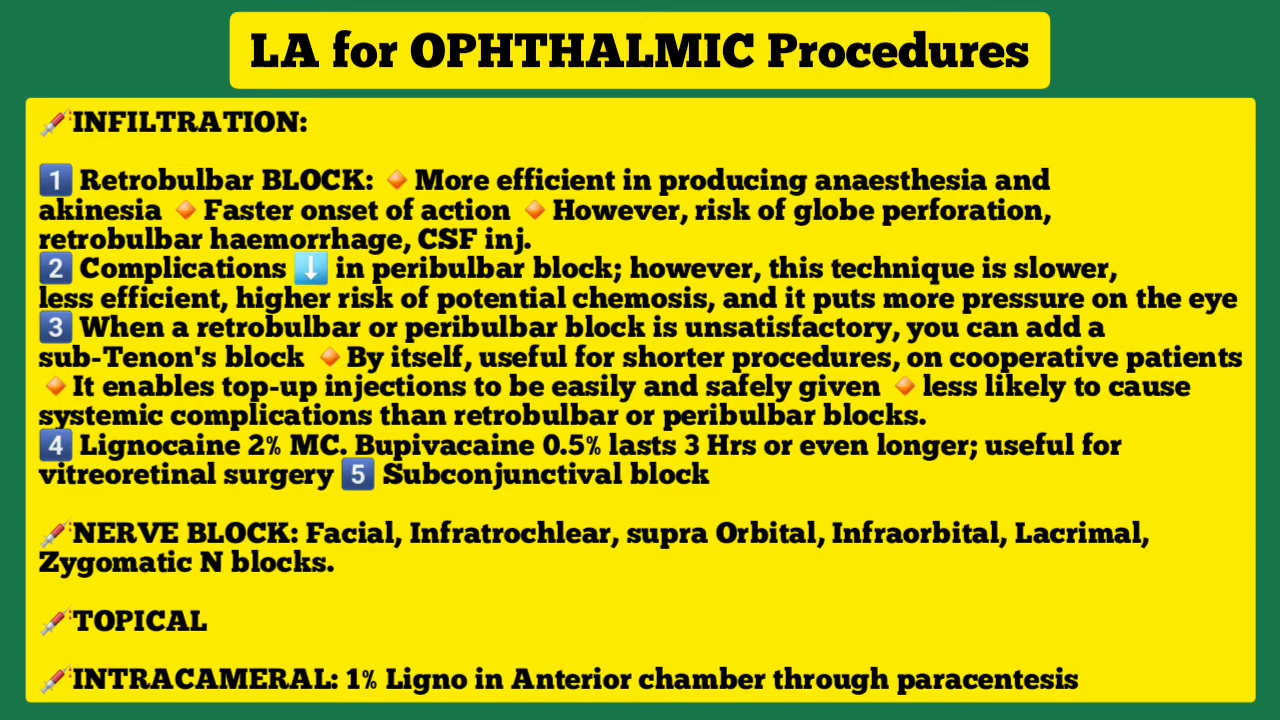 LA for OPHTHALMIC Procedures
💉INFILTRATION:
1️⃣ Retrobulbar BLOCK: 🔸More efficient in producing anaesthesia and
akinesia 🔸Faster onset of action 🔸However, risk of globe perforation,
retrobulbar haemorrhage, CSF inj.
2️⃣ Complications ⬇️ in peribulbar block; however, this technique is slower,
less efficient, higher risk of potential chemosis, and it puts more pressure on the eye
3️⃣ When a retrobulbar or peribulbar block is unsatisfactory, you can add a
sub-Tenon's block 🔸By itself, useful for shorter procedures, on cooperative patients
🔸It enables top-up injections to be easily and safely given 🔸less likely to cause
systemic complications than retrobulbar or peribulbar blocks.
4️⃣ Lignocaine 2% MC. Bupivacaine 0.5% lasts 3 Hrs or even longer; useful for
vitreoretinal surgery 5️⃣ Subconjunctival block
💉NERVE BLOCK: Facial, Infratrochlear, supra Orbital, Infraorbital, Lacrimal,
Zygomatic N blocks.
💉TOPICAL
💉INTRACAMERAL: 1% Ligno in Anterior chamber through paracentesis